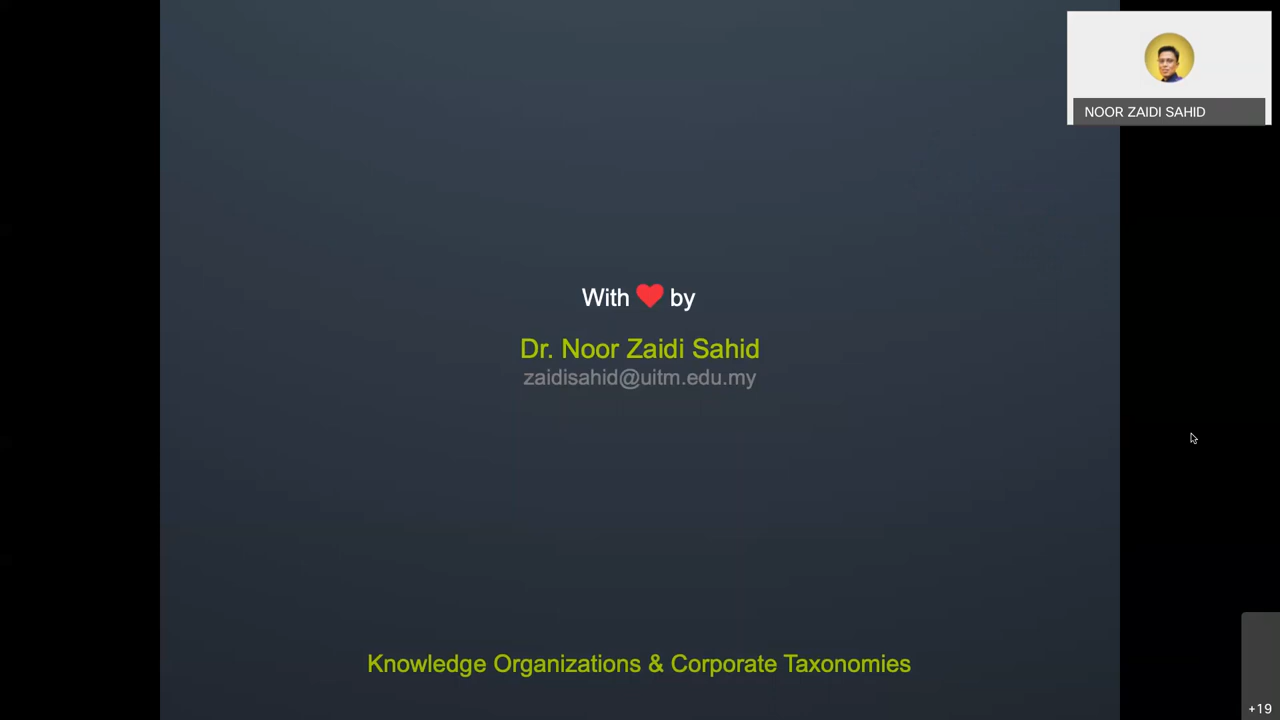 NOOR ZAIDI SAHID
With ❤ by
Dr. Noor Zaidi Sahid
zaidisahid@uitm.edu.my
Knowledge Organizations & Corporate Taxonomies
+19